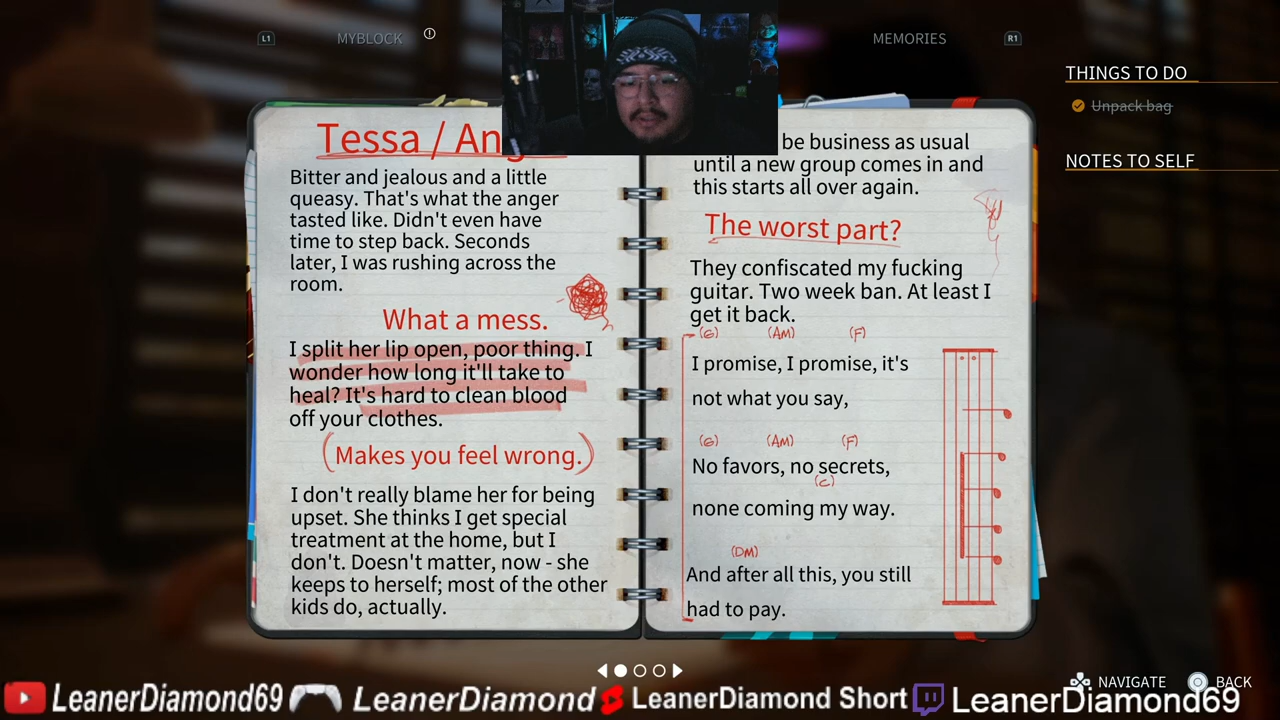 L1
MYBLOCK
MEMORIES
R1
THINGS TO DO
Unpack bag
NOTES TO SELF
Tessa /
Bitter and jealous and a little
queasy. That's what the anger
tasted like. Didn't even have
time to step back. Seconds
later, I was rushing across the
room.
What a mess.
I split her lip open, poor thing. I
wonder how long it'll take to
heal? It's hard to clean blood
off your clothes.
(Makes you feel wrong.)
I don't really blame her for being
upset. She thinks I get special
treatment at the home, but I
don't. Doesn't matter, now - she
keeps to herself; most of the other
kids do, actually.
be business as usual
until a new group comes in and
this starts all over again.
The worst part?
They confiscated my fucking
guitar. Two week ban. At least I
get it back.
(G) (AM) (F)
I promise, I promise, it's
not what you say,
(G) (AM) (F)
No favors, no secrets,
(C)
none coming my way.
(DM)
And after all this, you still
had to pay.
NAVIGATE
BACK
LeanerDiamond69 LeanerDiamond LeanerDiamond Short LeanerDiamond69